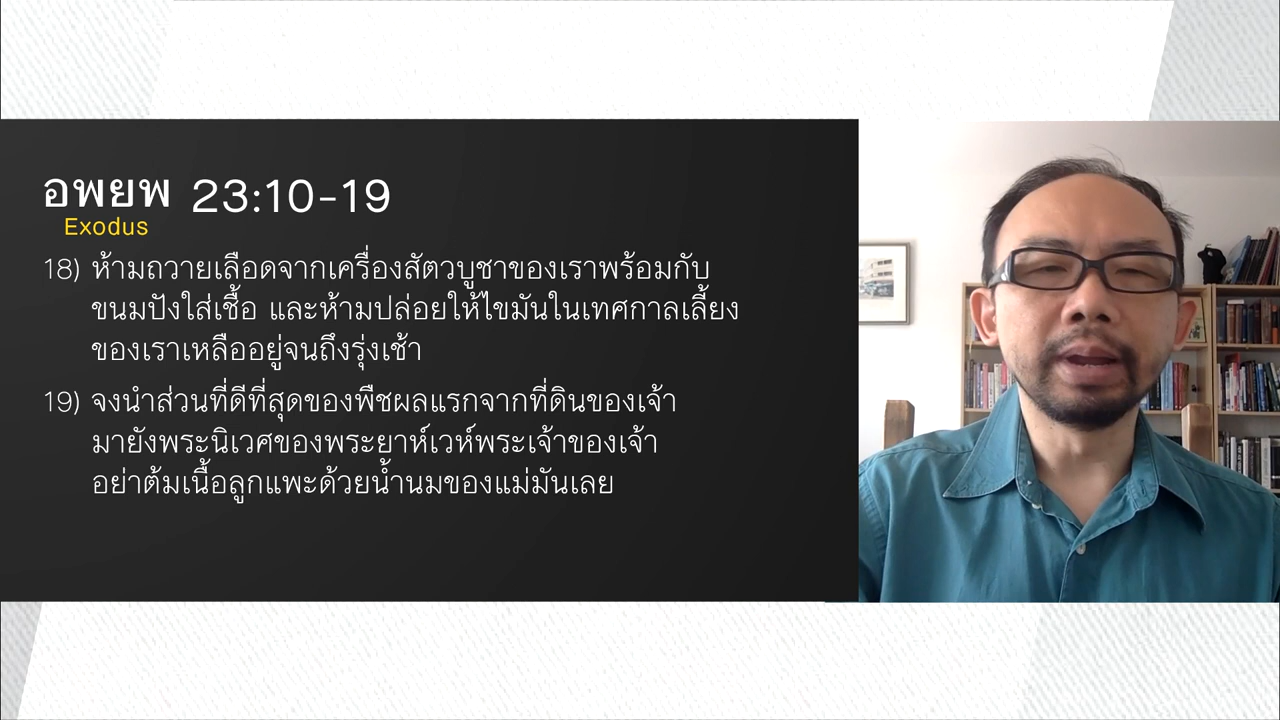 อพยพ 23:10-19
Exodus
18) ห้ามถวายเลือดจากเครื่องสัตวบูชาของเราพร้อมกับ
ขนมปังใส่เชื้อ และห้ามปล่อยให้ไขมันในเทศกาลเลี้ยง
ของเราเหลืออยู่จนถึงรุ่งเช้า
19) จงนำส่วนที่ดีที่สุดของพืชผลแรกจากที่ดินของเจ้า
มายังพระนิเวศของพระยาห์เวห์พระเจ้าของเจ้า
อย่าต้มเนื้อลูกแพะด้วยน้ำนมของแม่มันเลย